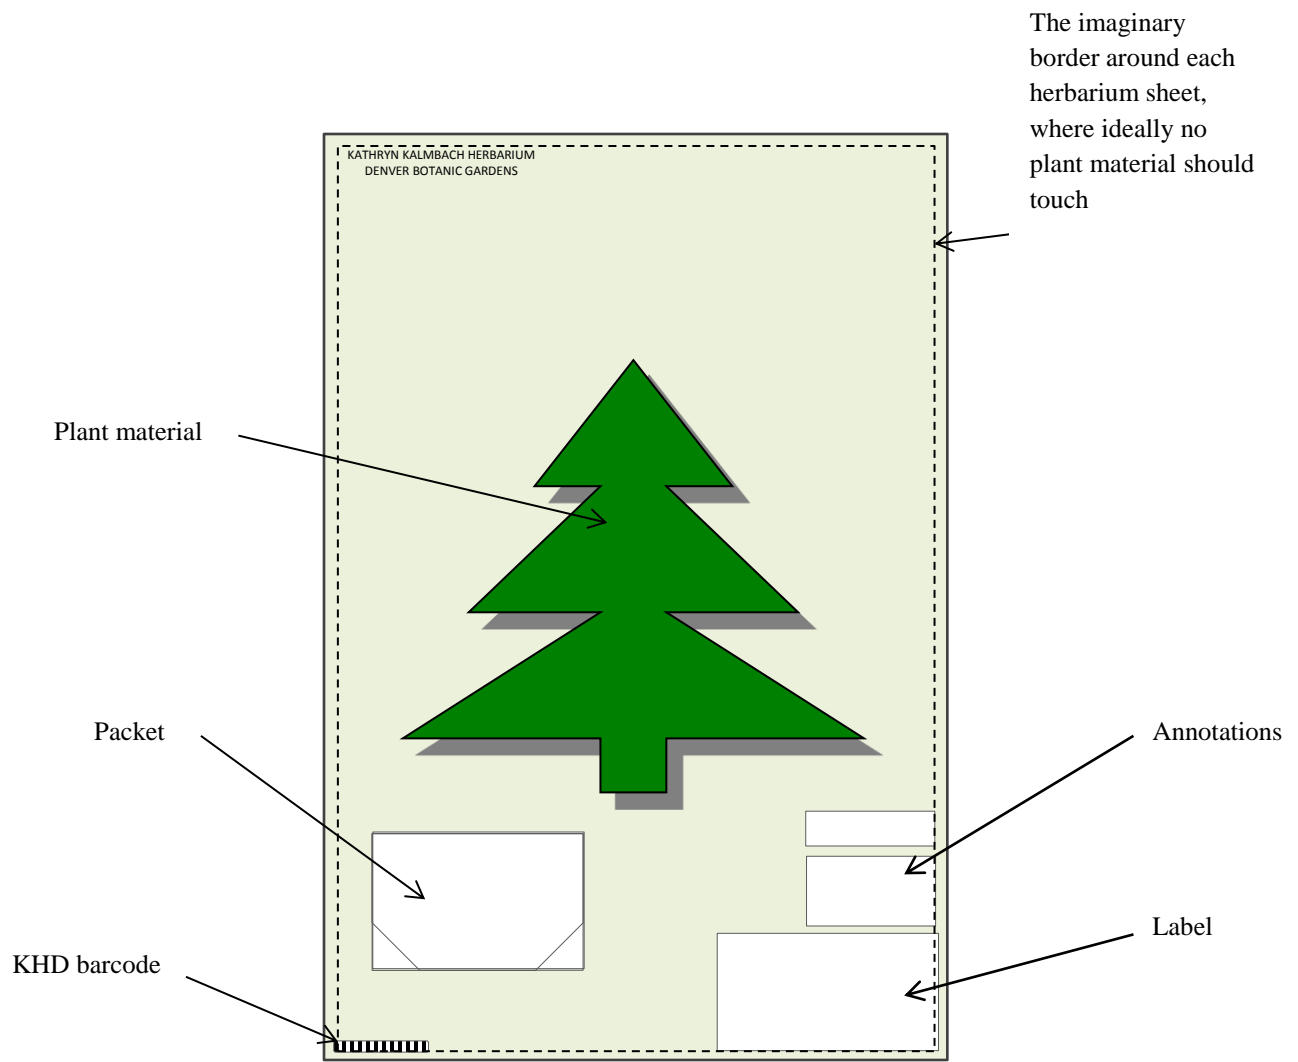 The imaginary
border around each
herbarium sheet,
where ideally no
plant material should
touch
KATHRYN KALMBACH HERBARIUM
DENVER BOTANIC GARDENS
Plant material
Packet
Annotations
Label
KHD barcode